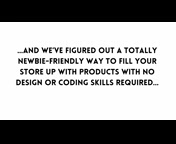 ...AND WE'VE FIGURED OUT A TOTALLY
NEWBIE-FRIENDLY WAY TO FILL YOUR
STORE UP WITH PRODUCTS WITH NO
DESIGN OR CODING SKILLS REQUIRED...